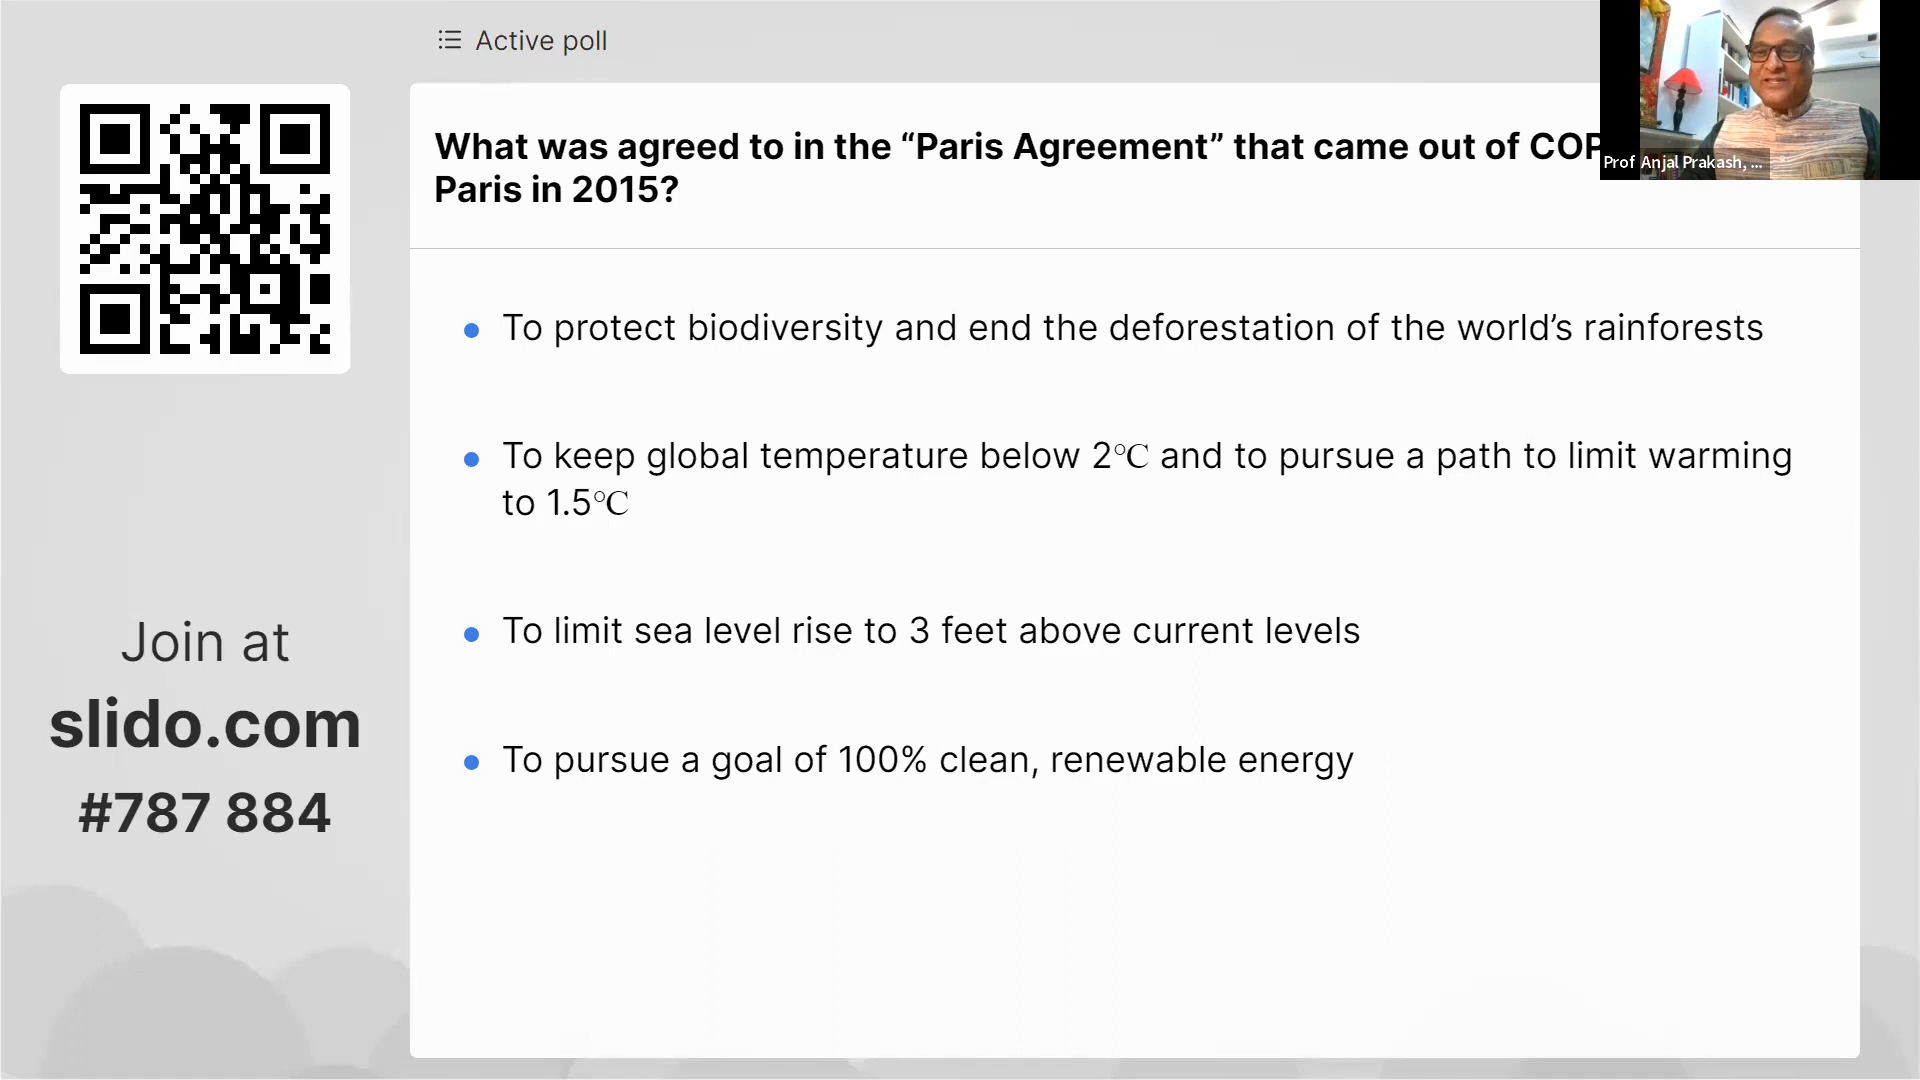 Active poll
What was agreed to in the “Paris Agreement” that came out of COP
Paris in 2015?
Prof Anjal Prakash, ...
To protect biodiversity and end the deforestation of the world’s rainforests
To keep global temperature below 2℃ and to pursue a path to limit warming
to 1.5℃
To limit sea level rise to 3 feet above current levels
To pursue a goal of 100% clean, renewable energy
Join at
slido.com
#787 884